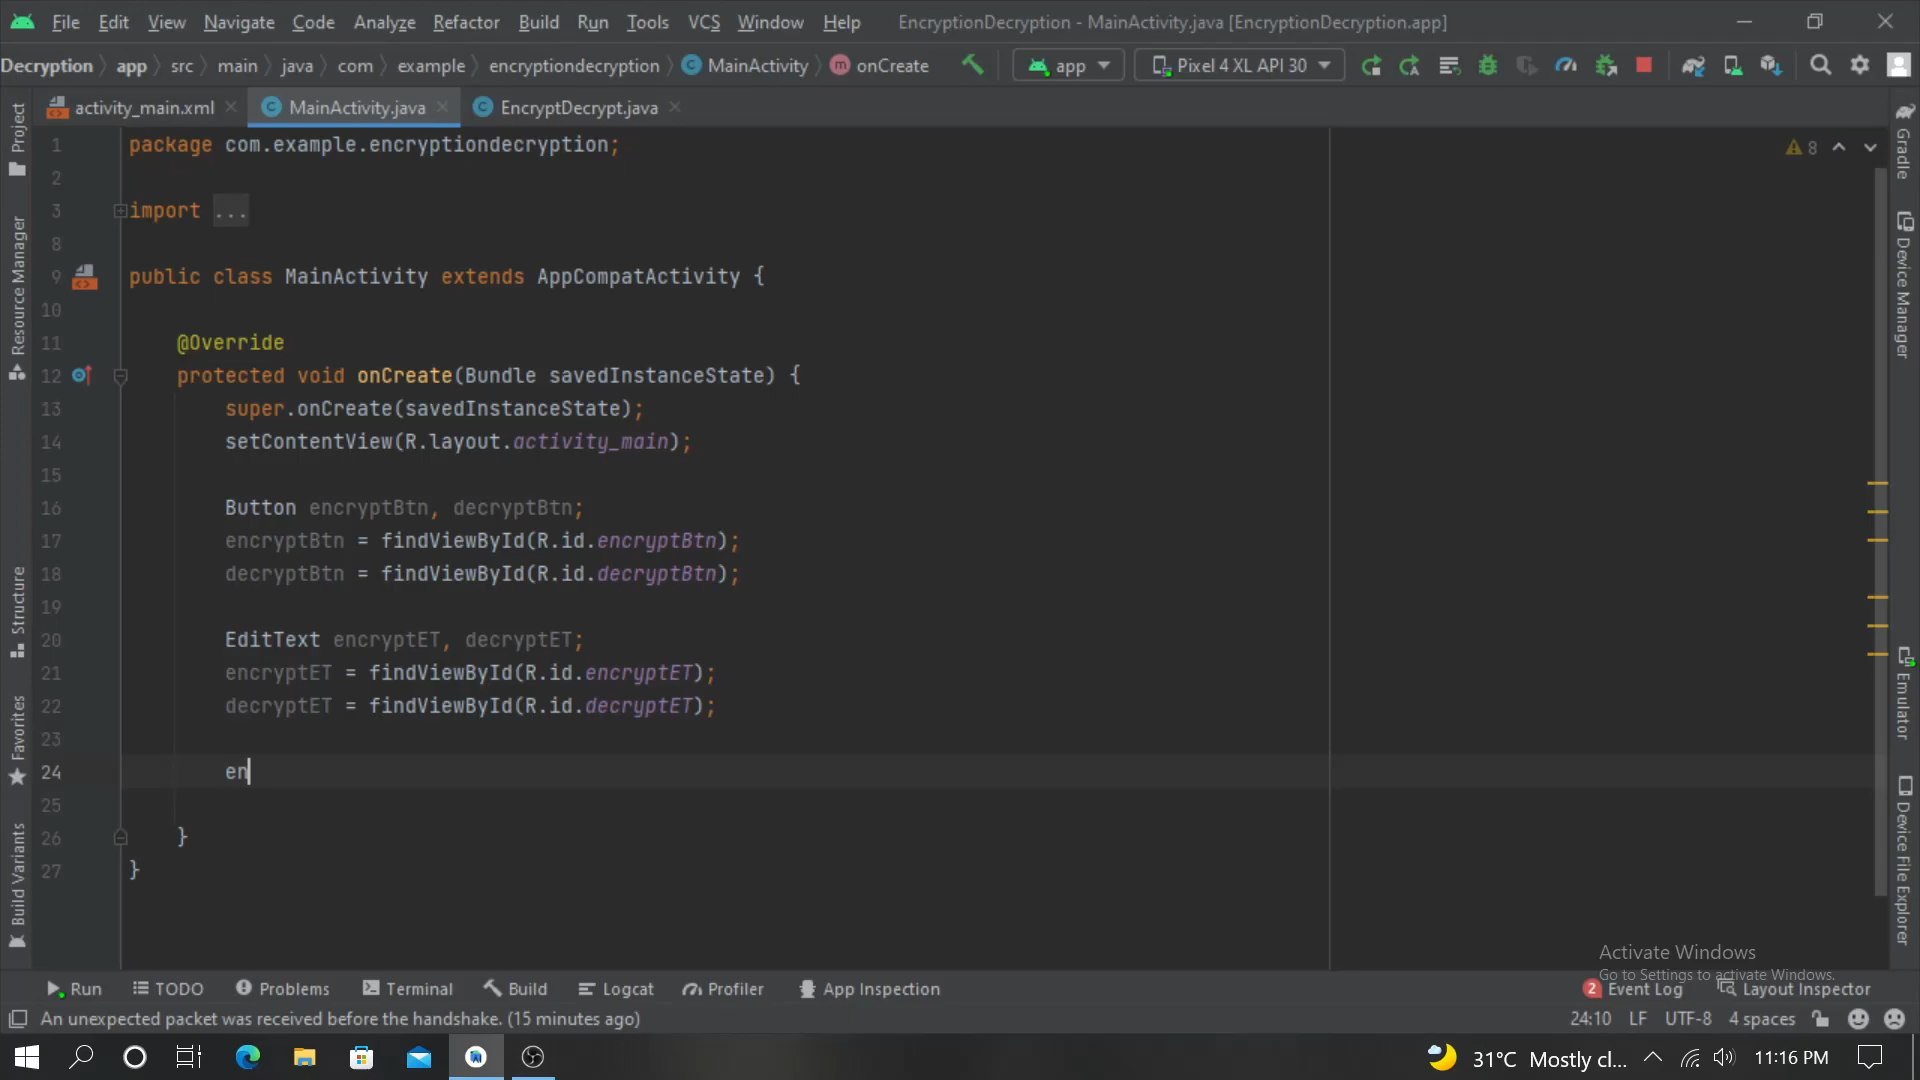 File Edit View Navigate Code Analyze Refactor Build Run Tools VCS Window Help EncryptionDecryption - MainActivity.java [EncryptionDecryption.app]
Decryption app src main java com example encryptiondecryption MainActivity onCreate app Pixel 4 XL API 30
activity_main.xml MainActivity.java EncryptDecrypt.java
1 package com.example.encryptiondecryption;
2
3 import ...
8
9 public class MainActivity extends AppCompatActivity {
10
11 @Override
12 protected void onCreate(Bundle savedInstanceState) {
13 super.onCreate(savedInstanceState);
14 setContentView(R.layout.activity_main);
15
16 Button encryptBtn, decryptBtn;
17 encryptBtn = findViewById(R.id.encryptBtn);
18 decryptBtn = findViewById(R.id.decryptBtn);
19
20 EditText encryptET, decryptET;
21 encryptET = findViewById(R.id.encryptET);
22 decryptET = findViewById(R.id.decryptET);
23
24 en
25
26 }
27 }
8
Project
Resource Manager
Structure
Favorites
Build Variants
Gradle
Device Manager
Emulator
Device File Explorer
Activate Windows
Go to Settings to activate Windows.
Run TODO Problems Terminal Build Logcat Profiler App Inspection 2 Event Log Layout Inspector
An unexpected packet was received before the handshake. (15 minutes ago) 24:10 LF UTF-8 4 spaces
31°C Mostly cl... 11:16 PM